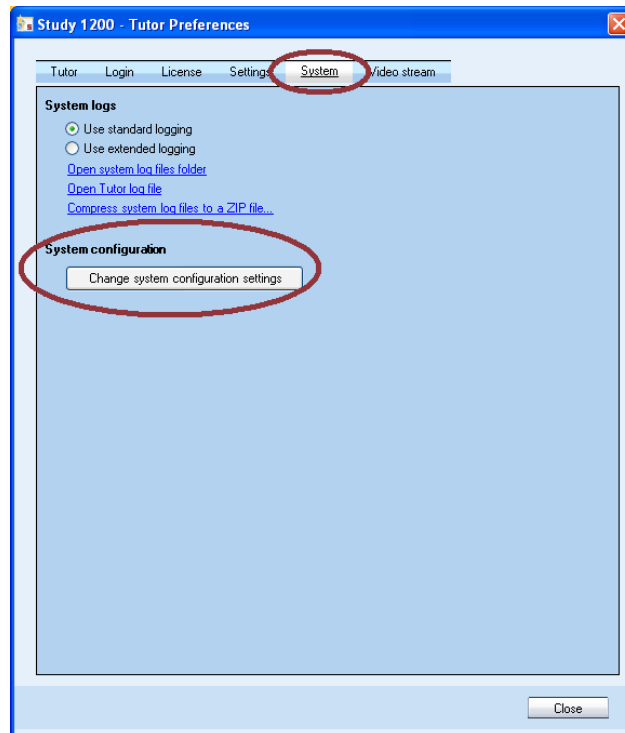 Study 1200 - Tutor Preferences
Tutor Login License Settings System Video stream
System logs
Use standard logging
Use extended logging
Open system log files folder
Open Tutor log file
Compress system log files to a ZIP file...
System configuration
Change system configuration settings
Close